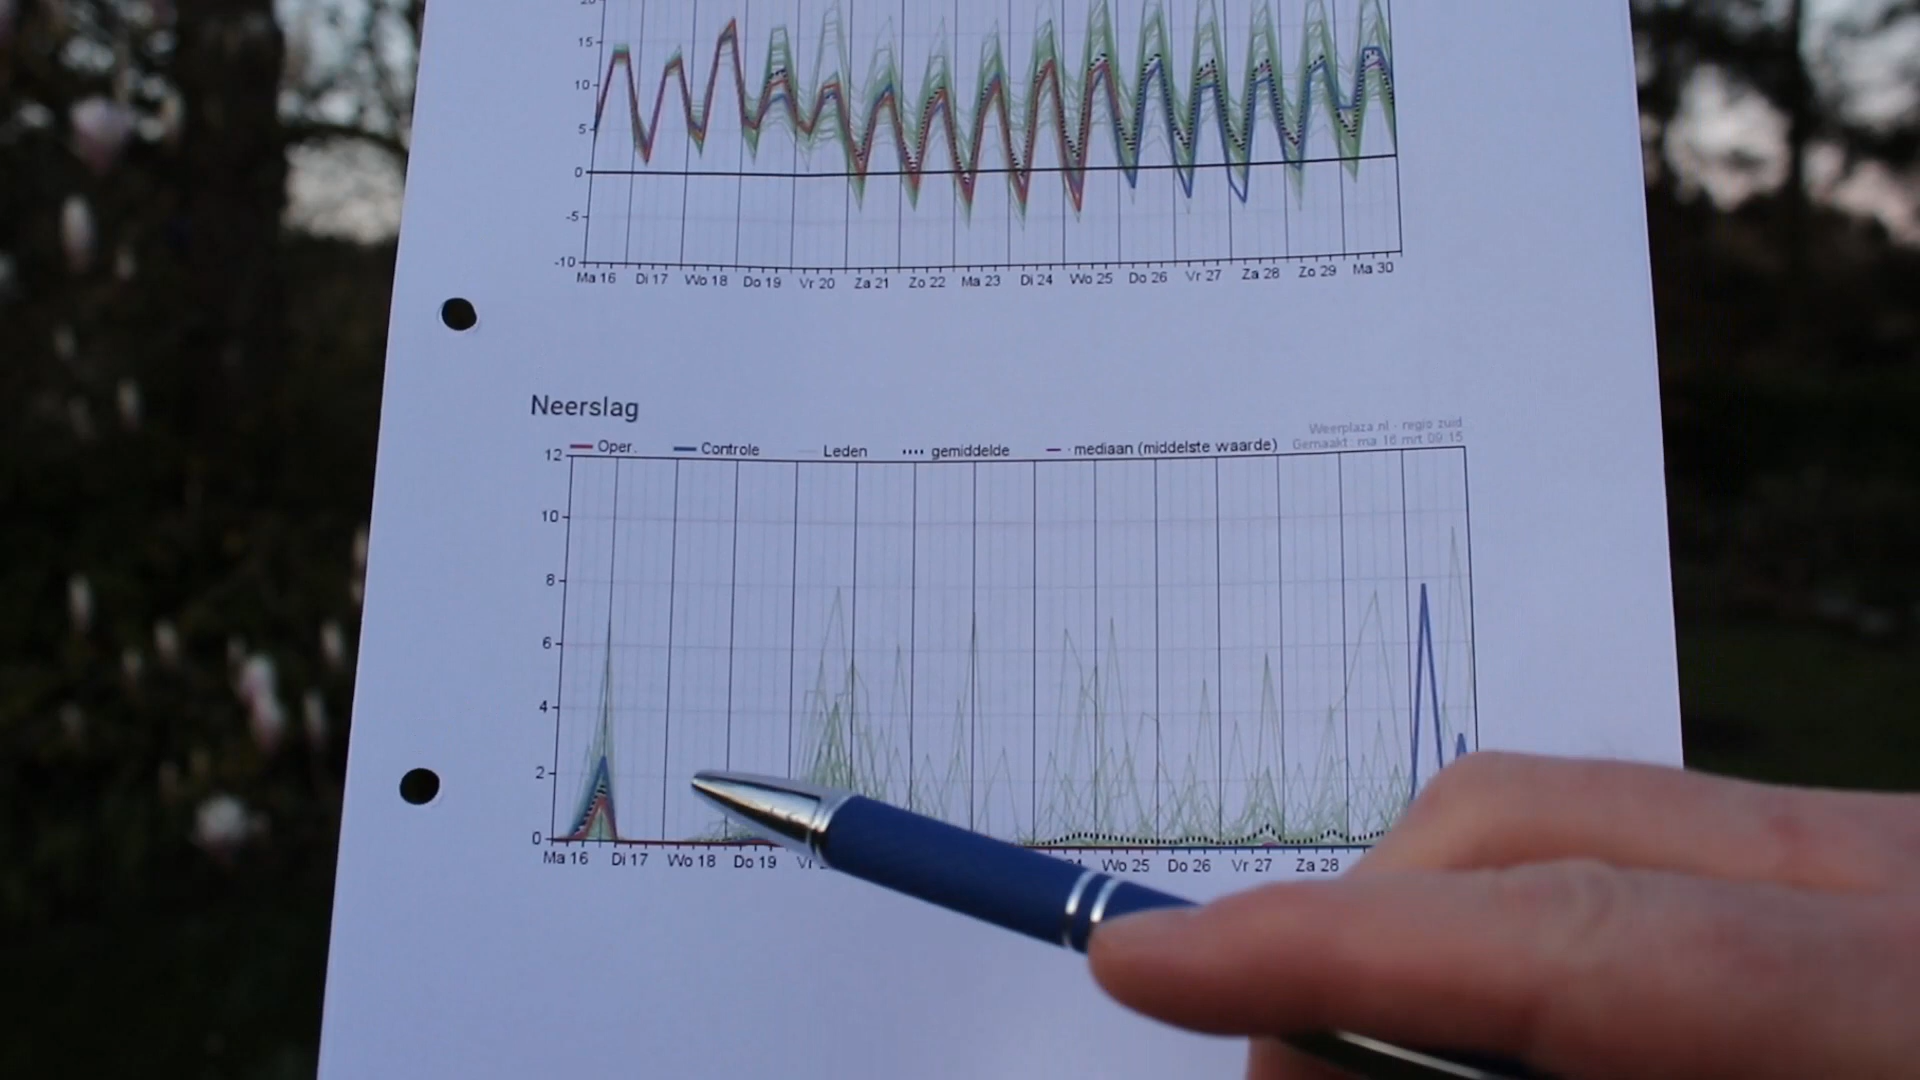 20
15
10
5
0
-5
-10
Ma 16 Di 17 Wo 18 Do 19 Vr 20 Za 21 Zo 22 Ma 23 Di 24 Wo 25 Do 26 Vr 27 Za 28 Zo 29 Ma 30
Neerslag
Weerplaza.nl - regio zuid
Oper. Controle Leden gemiddelde mediaan (middelste waarde) Gemaakt: ma 16 mrt 09:15
12
10
8
6
4
2
0
Ma 16 Di 17 Wo 18 Do 19 Wo 25 Do 26 Vr 27 Za 28